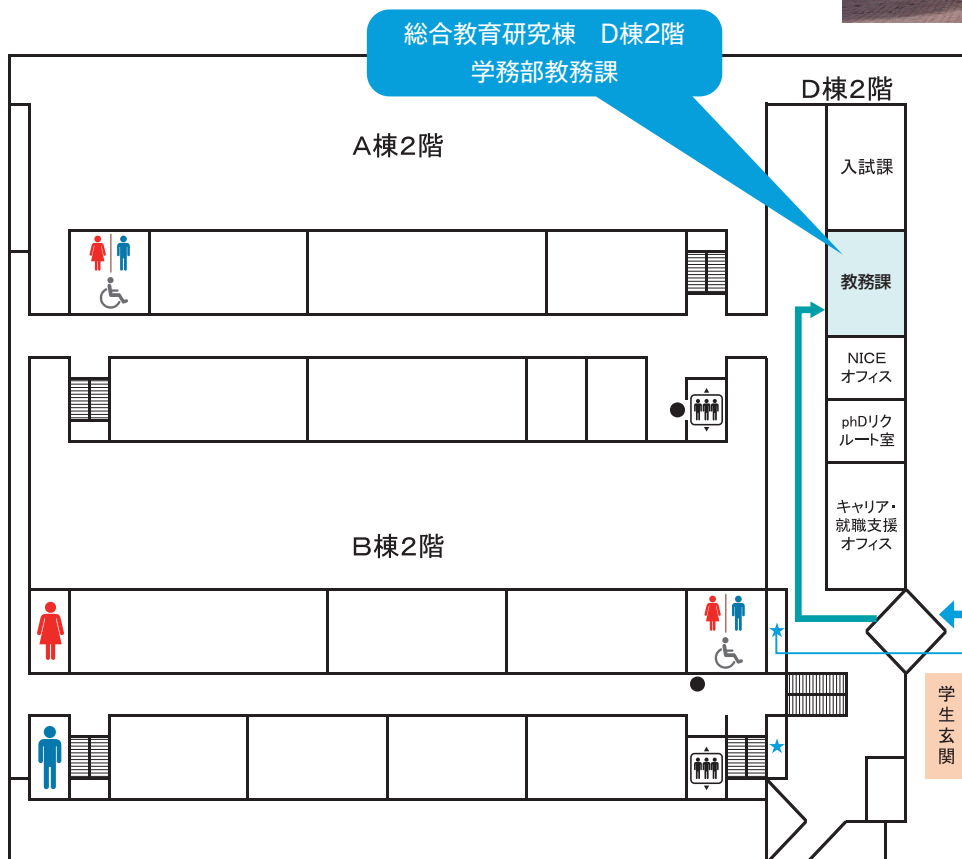 総合教育研究棟　D棟2階
学務部教務課
D棟2階
A棟2階
入試課
教務課
NICE
オフィス
phDリク
ルート室
キャリア・
就職支援
オフィス
B棟2階
学生玄関